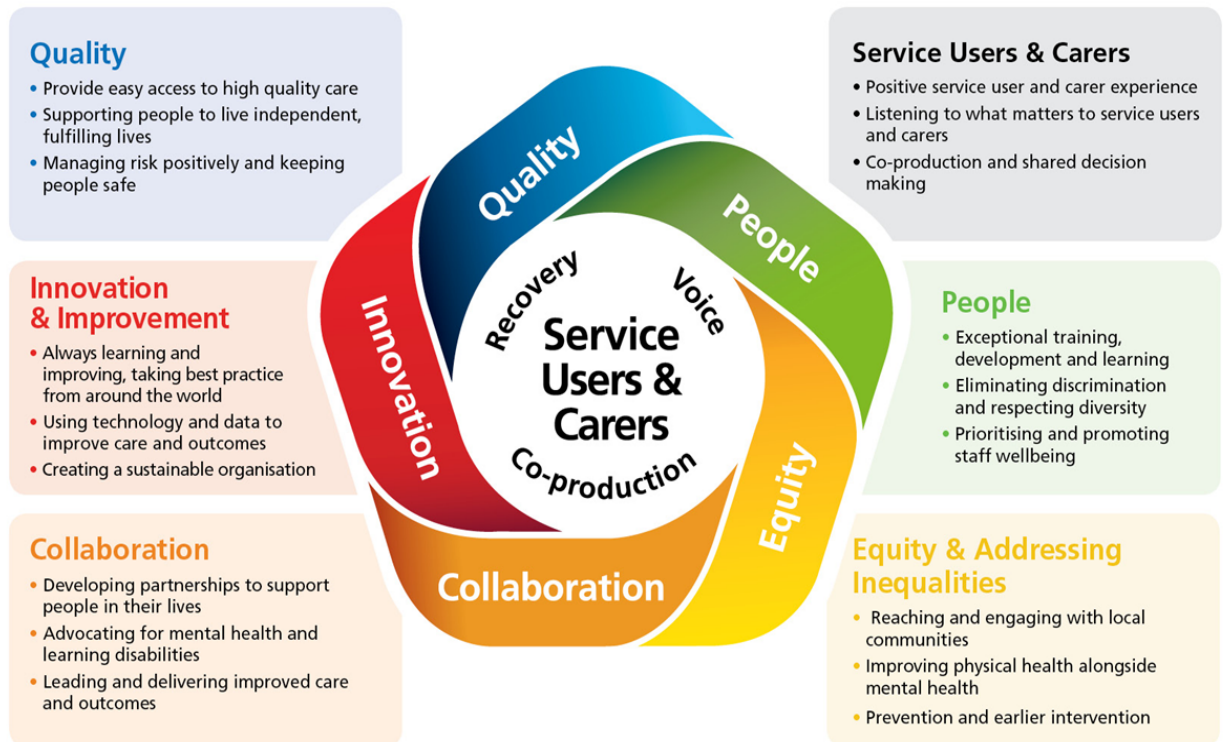 Quality
• Provide easy access to high quality care
• Supporting people to live independent,
fulfilling lives
• Managing risk positively and keeping
people safe
Innovation
& Improvement
• Always learning and
improving, taking best practice
from around the world
• Using technology and data to
improve care and outcomes
• Creating a sustainable organisation
Collaboration
• Developing partnerships to support
people in their lives
• Advocating for mental health and
learning disabilities
• Leading and delivering improved care
and outcomes
Quality
People
Equity
Collaboration
Innovation
Recovery
Voice
Service
Users &
Carers
Co-production
Service Users & Carers
• Positive service user and carer experience
• Listening to what matters to service users
and carers
• Co-production and shared decision
making
People
• Exceptional training,
development and learning
• Eliminating discrimination
and respecting diversity
• Prioritising and promoting
staff wellbeing
Equity & Addressing
Inequalities
• Reaching and engaging with local
communities
• Improving physical health alongside
mental health
• Prevention and earlier intervention